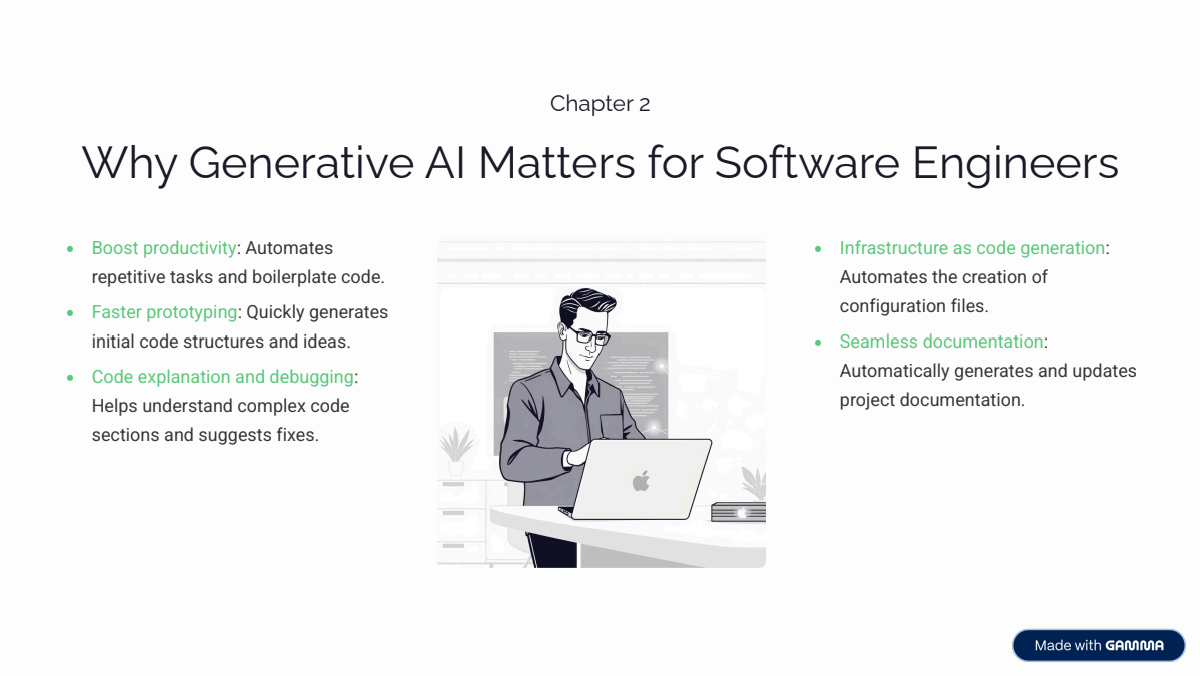 Chapter 2
Why Generative AI Matters for Software Engineers
Boost productivity: Automates
repetitive tasks and boilerplate code.
Faster prototyping: Quickly generates
initial code structures and ideas.
Code explanation and debugging:
Helps understand complex code
sections and suggests fixes.
Infrastructure as code generation:
Automates the creation of
configuration files.
Seamless documentation:
Automatically generates and updates
project documentation.
Made with GAMMA